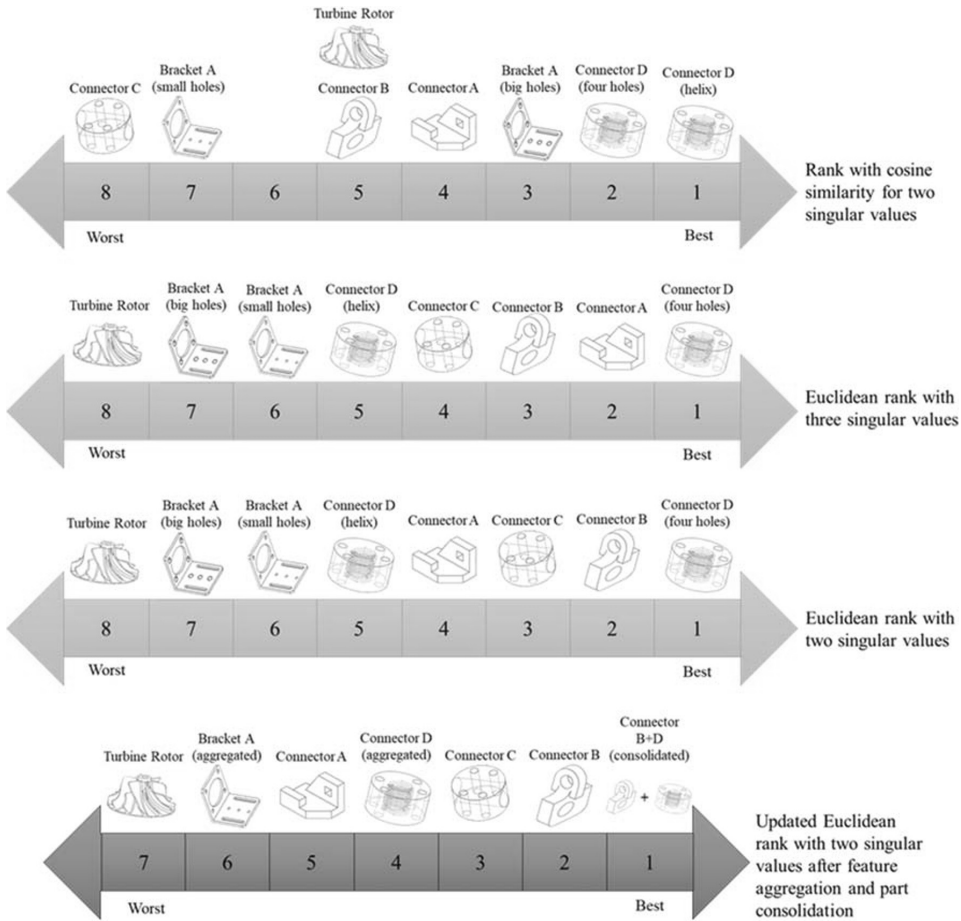 Turbine Rotor
Connector C
Bracket A
(small holes)
Connector B
Connector A
Bracket A
(big holes)
Connector D
(four holes)
Connector D
(helix)
8 7 6 5 4 3 2 1
Worst
Best
Rank with cosine
similarity for two
singular values
Turbine Rotor
Bracket A
(big holes)
Bracket A
(small holes)
Connector D
(helix)
Connector C
Connector B
Connector A
Connector D
(four holes)
8 7 6 5 4 3 2 1
Worst
Best
Euclidean rank with
three singular values
Turbine Rotor
Bracket A
(big holes)
Bracket A
(small holes)
Connector D
(helix)
Connector A
Connector C
Connector B
Connector D
(four holes)
8 7 6 5 4 3 2 1
Worst
Best
Euclidean rank with
two singular values
Turbine Rotor
Bracket A
(aggregated)
Connector A
Connector D
(aggregated)
Connector C
Connector B
Connector
B+D
(consolidated)
+
7 6 5 4 3 2 1
Worst
Best
Updated Euclidean
rank with two singular
values after feature
aggregation and part
consolidation